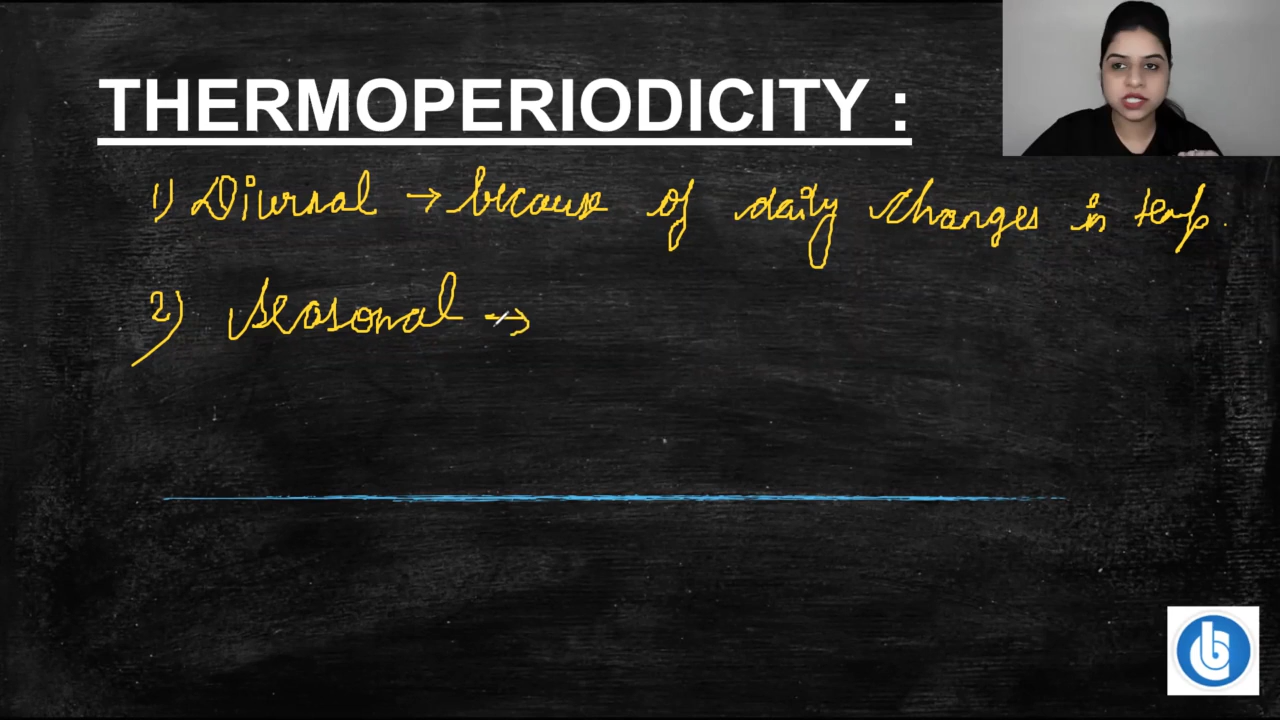 THERMOPERIODICITY :
1) Diurnal → because of daily changes in temp.
2) Seasonal →